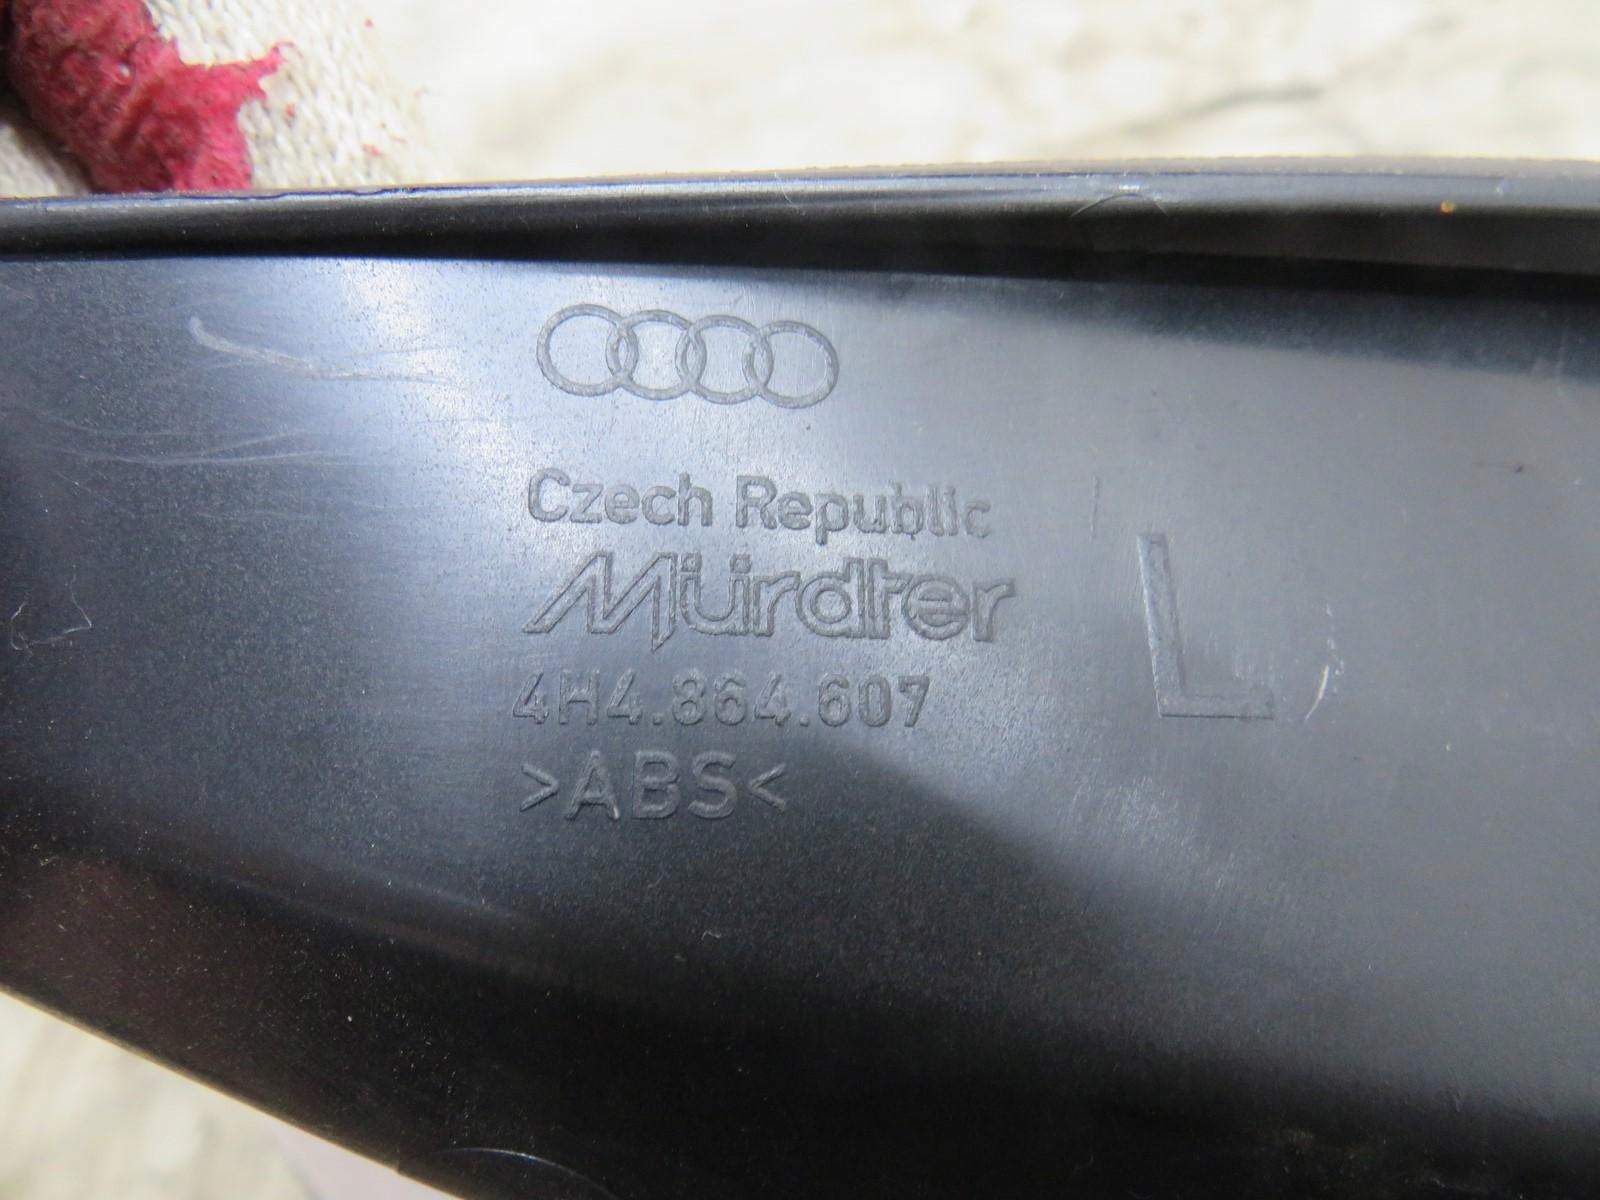 Czech Republic
Mürdter
4H4.864.607
>ABS<
L